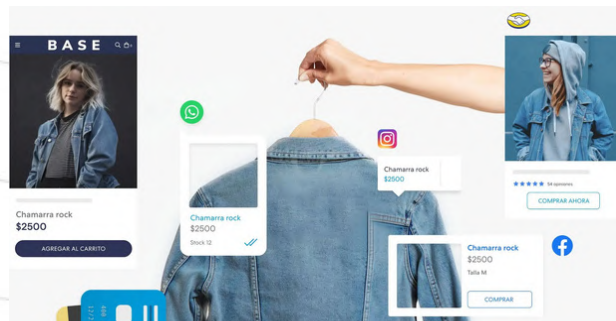 BASE
Chamarra rock
$2500
AGREGAR AL CARRITO
Chamarra rock
$2500
Stock 12
Chamarra rock
$2500
Chamarra rock
$2500
Talla M
COMPRAR
54 opiniones
COMPRAR AHORA